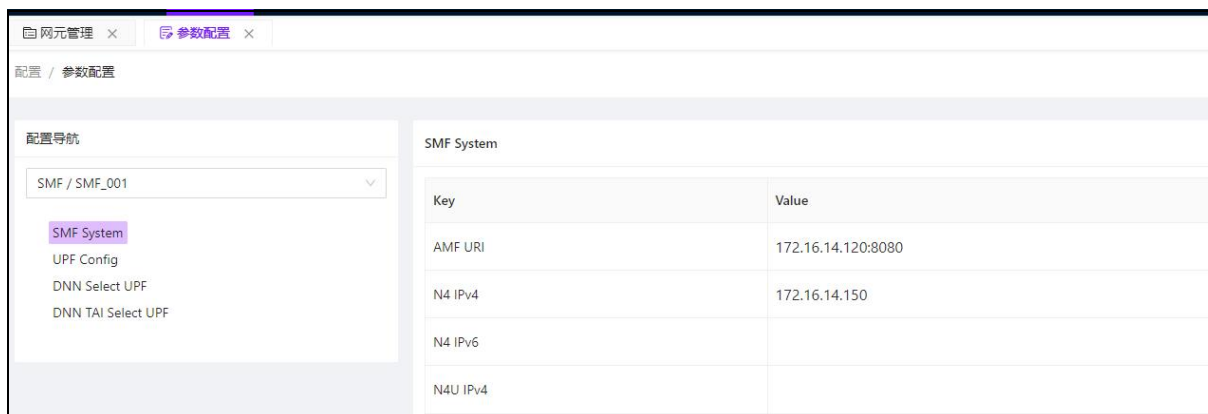 网元管理 参数配置
配置 / 参数配置
配置导航
SMF / SMF_001
SMF System
UPF Config
DNN Select UPF
DNN TAI Select UPF
SMF System
Key Value
AMF URI 172.16.14.120:8080
N4 IPv4 172.16.14.150
N4 IPv6
N4U IPv4